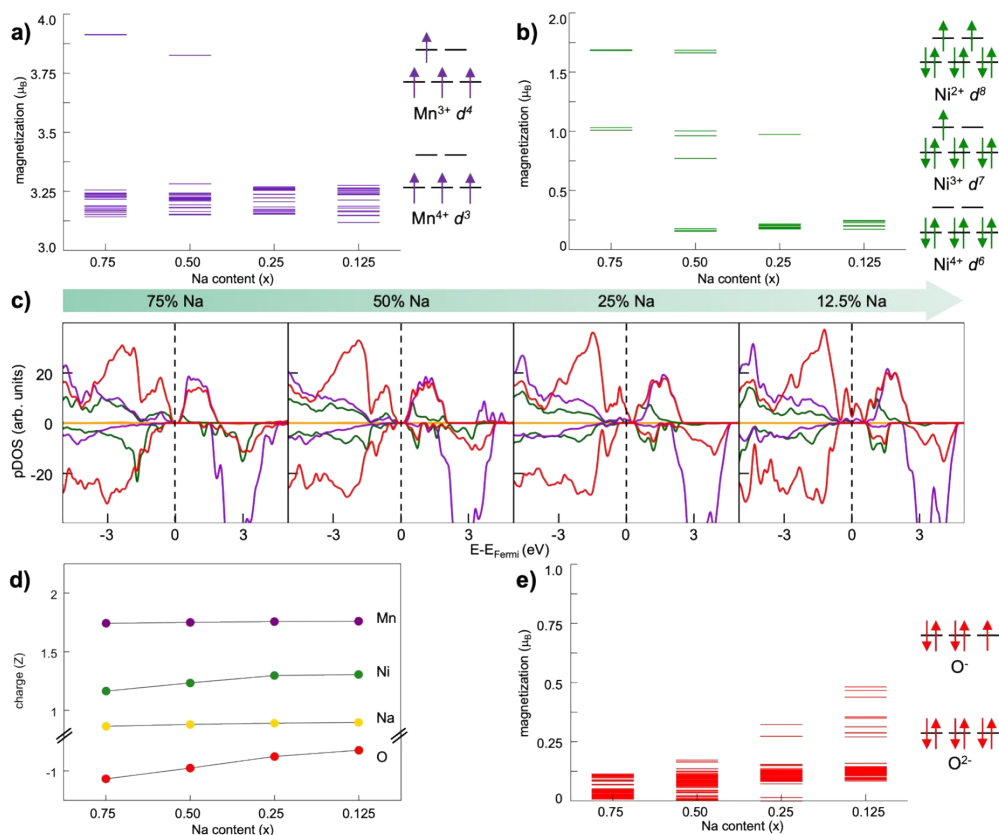 a)
4.0
3.75
3.5
3.25
3.0
magnetization (μB)
0.75 0.50 0.25 0.125
Na content (x)
Mn3+ d4
Mn4+ d3
b)
2.0
1.5
1.0
0.5
0
magnetization (μB)
0.75 0.50 0.25 0.125
Na content (x)
Ni2+ d8
Ni3+ d7
Ni4+ d6
c)
75% Na 50% Na 25% Na 12.5% Na
pDOS (arb. units)
20
0
-20
-3 0 3 -3 0 3 -3 0 3 -3 0 3
E-EFermi (eV)
d)
2
1.5
1
-1
charge (Z)
Mn
Ni
Na
O
0.75 0.50 0.25 0.125
Na content (x)
e)
1.0
0.75
0.5
0.25
0
magnetization (μB)
0.75 0.50 0.25 0.125
Na content (x)
O-
O2-